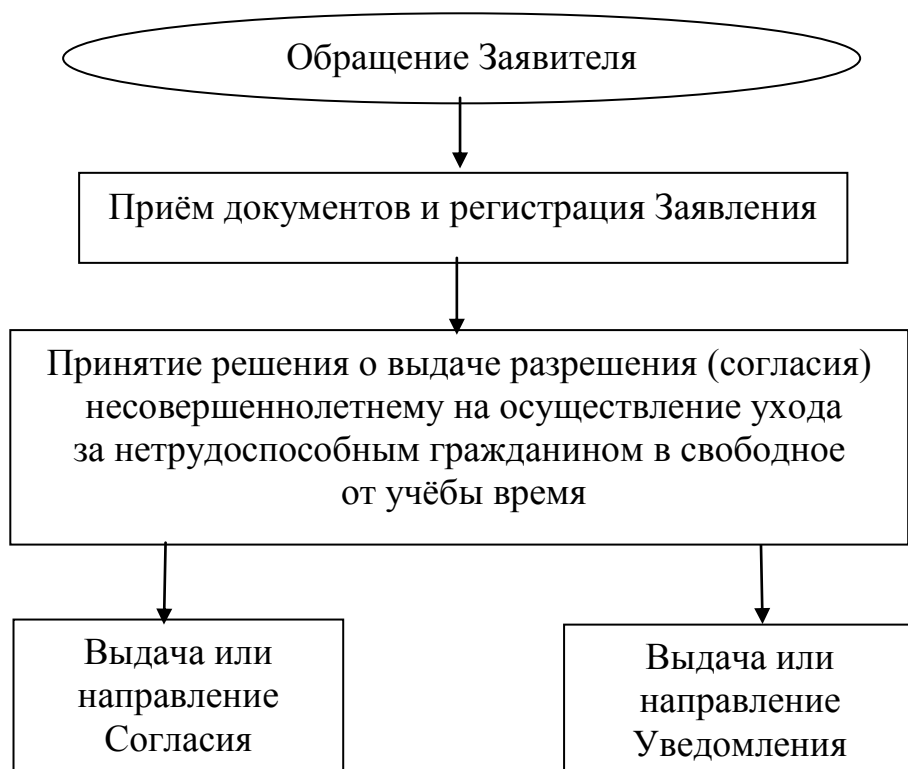 Обращение Заявителя
Приём документов и регистрация Заявления
Принятие решения о выдаче разрешения (согласия)
несовершеннолетнему на осуществление ухода
за нетрудоспособным гражданином в свободное
от учёбы время
Выдача или
направление
Согласия
Выдача или
направление
Уведомления